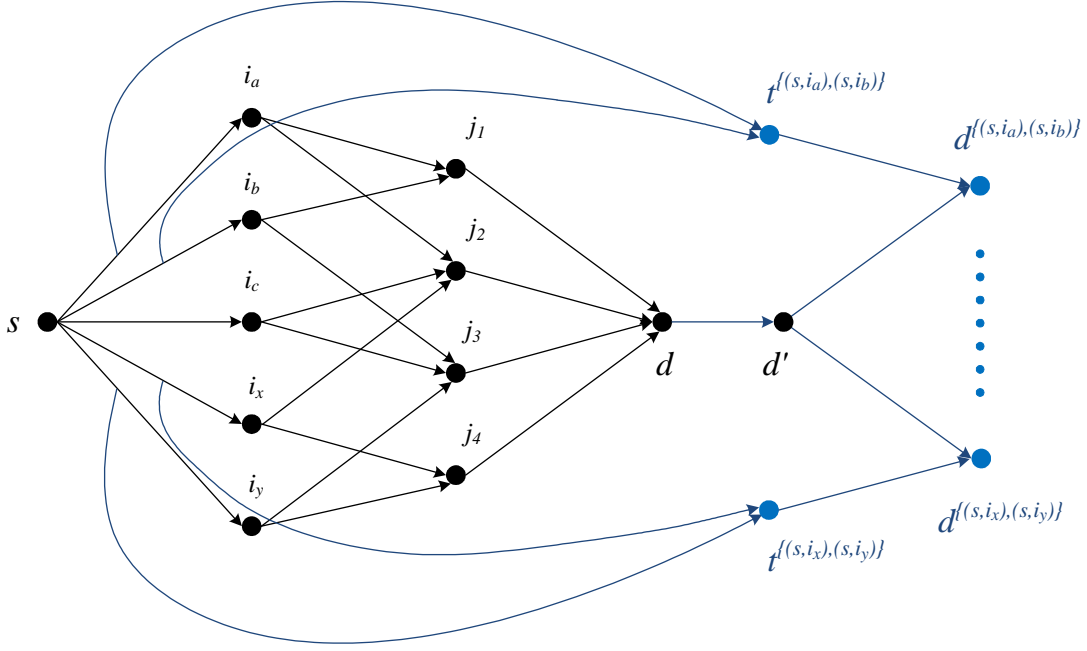 i_a
t^{(s,i_a),(s,i_b)}
j_1
d^{(s,i_a),(s,i_b)}
i_b
j_2
i_c
s
j_3
d
d'
i_x
j_4
i_y
d^{(s,i_x),(s,i_y)}
t^{(s,i_x),(s,i_y)}